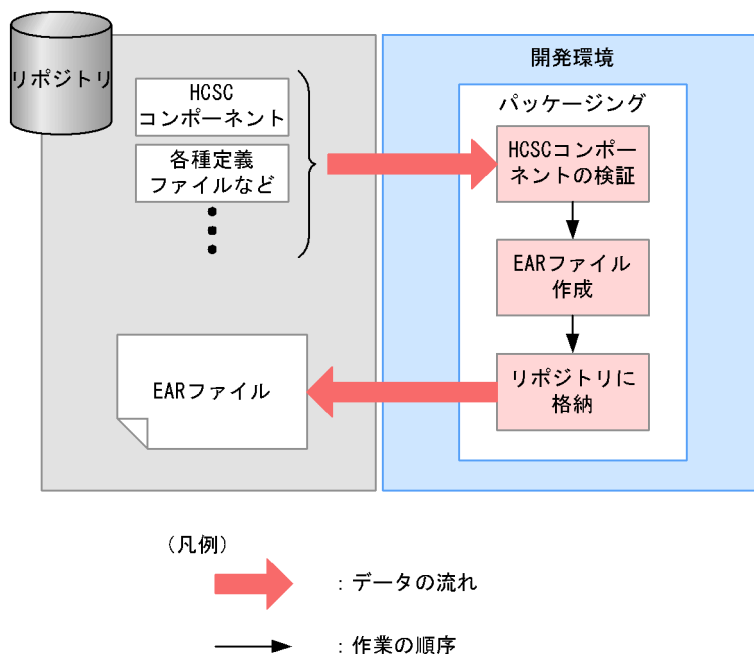 リポジトリ
HCSC
コンポーネント
各種定義
ファイルなど
EARファイル
開発環境
パッケージング
HCSCコンポー
ネントの検証
EARファイル
作成
リポジトリに
格納
（凡例）
：データの流れ
：作業の順序